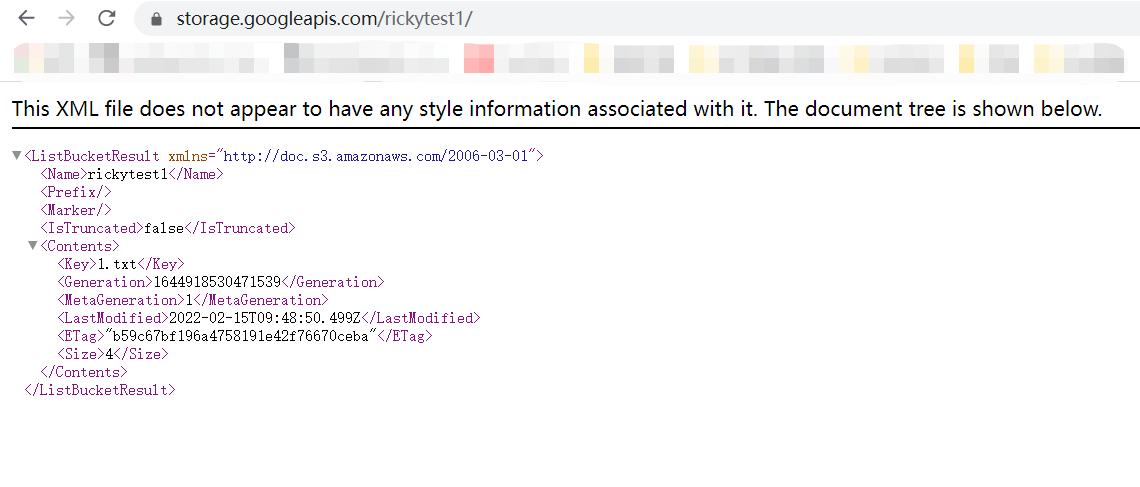 storage.googleapis.com/rickytest1/
This XML file does not appear to have any style information associated with it. The document tree is shown below.
▼<ListBucketResult xmlns="http://doc.s3.amazonaws.com/2006-03-01">
<Name>rickytest1</Name>
<Prefix/>
<Marker/>
<IsTruncated>false</IsTruncated>
▼<Contents>
<Key>1.txt</Key>
<Generation>1644918530471539</Generation>
<MetaGeneration>1</MetaGeneration>
<LastModified>2022-02-15T09:48:50.499Z</LastModified>
<ETag>"b59c67bf196a4758191e42f76670ceba"</ETag>
<Size>4</Size>
</Contents>
</ListBucketResult>